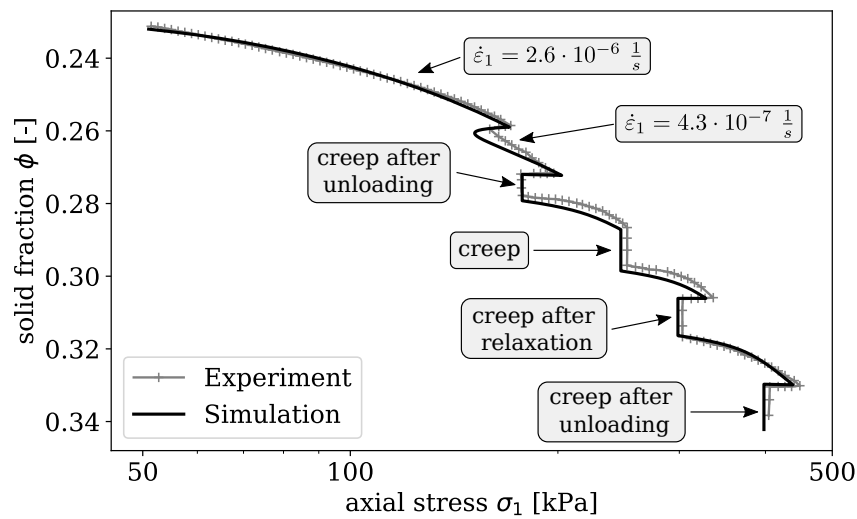 ε̇₁ = 2.6 · 10⁻⁶ 1/s
ε̇₁ = 4.3 · 10⁻⁷ 1/s
creep after
unloading
creep
creep after
relaxation
creep after
unloading
Experiment
Simulation
solid fraction ϕ [-]
0.24
0.26
0.28
0.30
0.32
0.34
50
100
500
axial stress σ₁ [kPa]